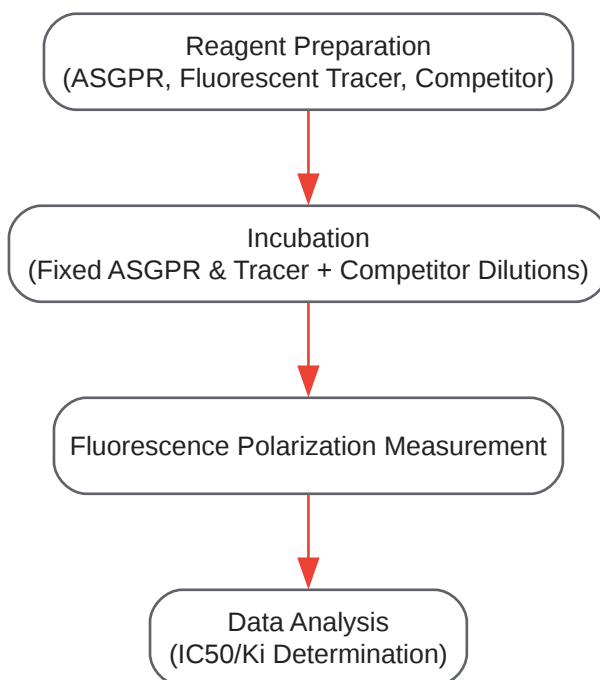 Reagent Preparation
(ASGPR, Fluorescent Tracer, Competitor)
Incubation
(Fixed ASGPR & Tracer + Competitor Dilutions)
Fluorescence Polarization Measurement
Data Analysis
(IC50/Ki Determination)